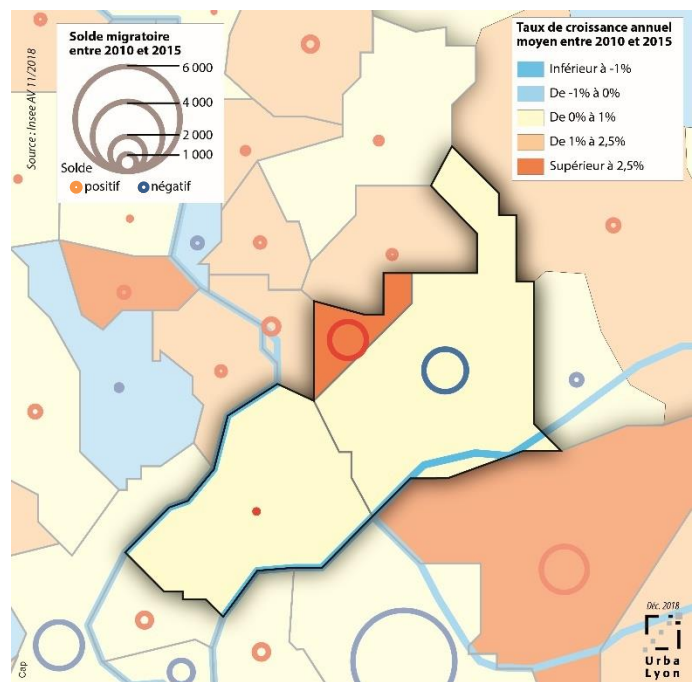 Solde migratoire
entre 2010 et 2015
6 000
4 000
2 000
1 000
Solde
positif négatif
Source : Insee AV 11/2018
Taux de croissance annuel
moyen entre 2010 et 2015
Inférieur à -1%
De -1% à 0%
De 0% à 1%
De 1% à 2,5%
Supérieur à 2,5%
Déc. 2018
Urba
Lyon
Cap